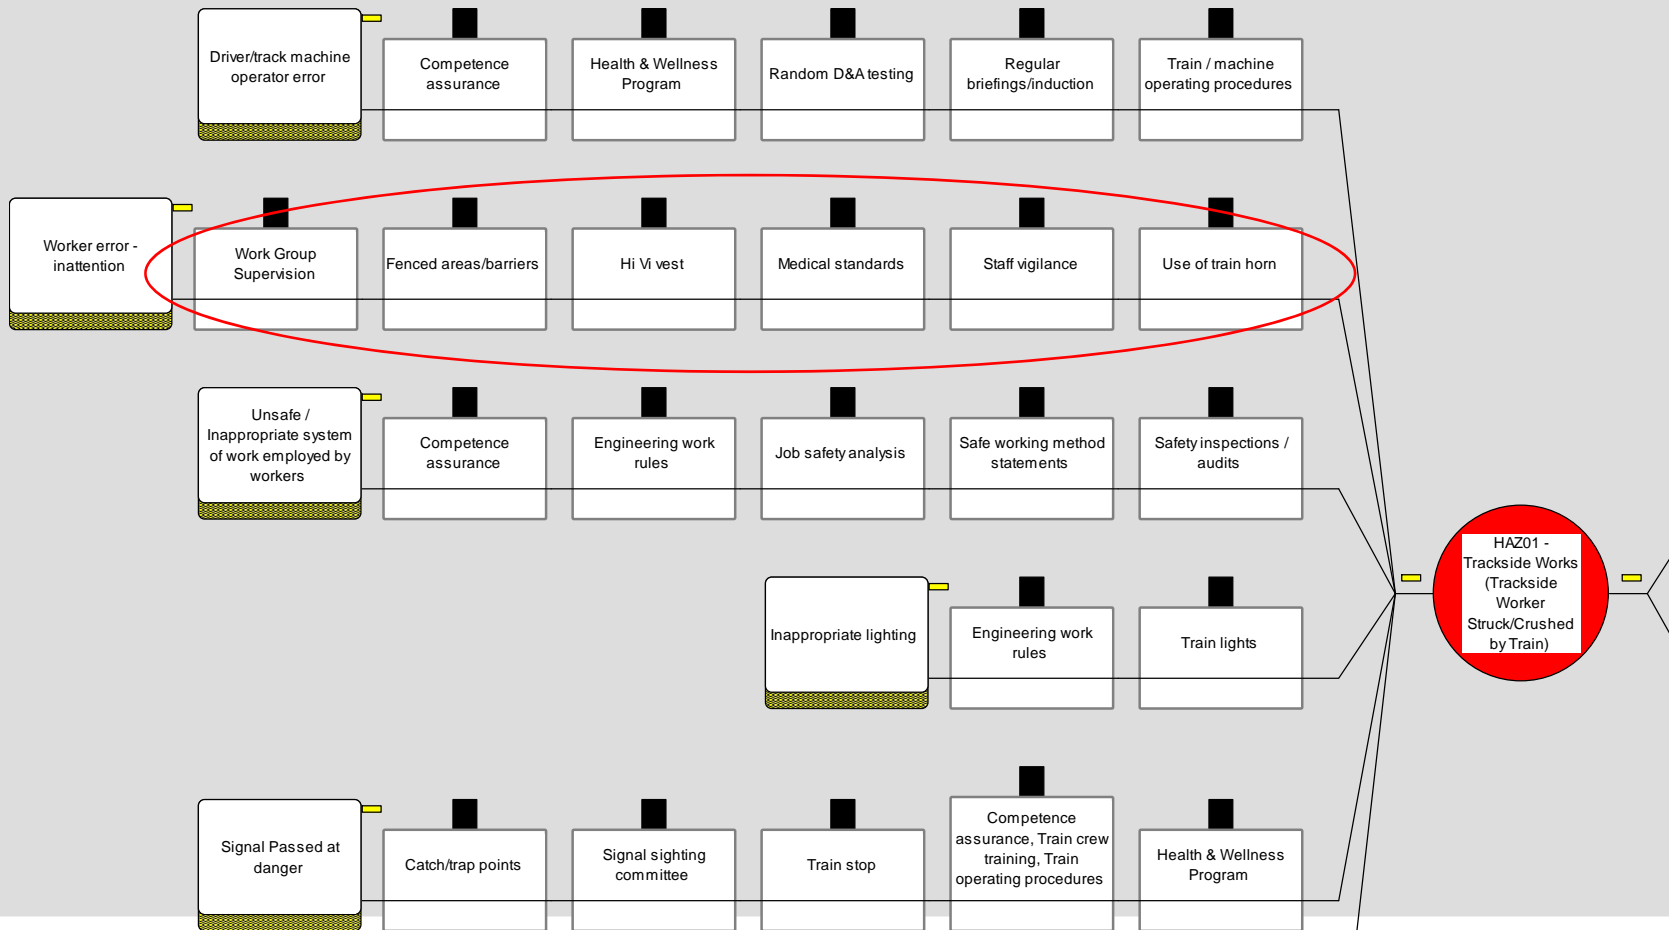 Driver/track machine
operator error
Competence
assurance
Health & Wellness
Program
Random D&A testing
Regular
briefings/induction
Train / machine
operating procedures
Worker error -
inattention
Work Group
Supervision
Fenced areas/barriers
Hi Vi vest
Medical standards
Staff vigilance
Use of train horn
Unsafe /
Inappropriate system
of work employed by
workers
Competence
assurance
Engineering work
rules
Job safety analysis
Safe working method
statements
Safety inspections /
audits
HAZ01 -
Trackside Works
(Trackside
Worker
Struck/Crushed
by Train)
Inappropriate lighting
Engineering work
rules
Train lights
Signal Passed at
danger
Catch/trap points
Signal sighting
committee
Train stop
Competence
assurance, Train crew
training, Train
operating procedures
Health & Wellness
Program